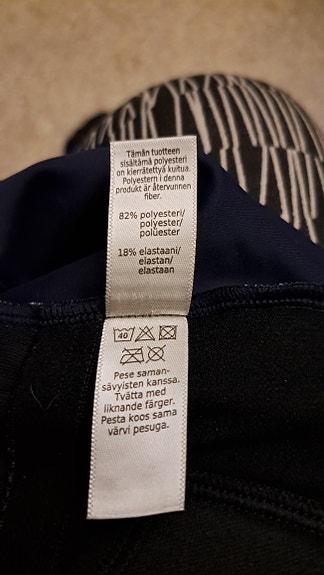 Tämän tuotteen
sisältämä polyesteri
on kierrätettyä kuitua.
Polyestern i denna
produkt är återvunnen
fiber.
82% polyesteri/
polyester/
polüester
18% elastaani/
elastan/
elastaan
40
Pese saman-
sävyisten kanssa.
Tvätta med
liknande färger.
Pesta koos sama
värvi pesuga.